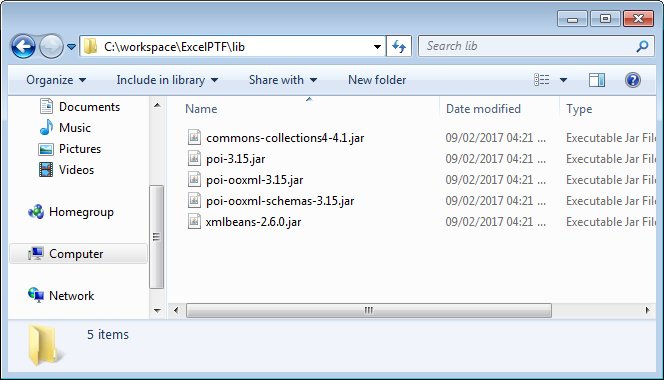 C:\workspace\ExcelPTF\lib
Search lib
Organize Include in library Share with New folder
Documents
Music
Pictures
Videos
Homegroup
Computer
Network
Name Date modified Type
commons-collections4-4.1.jar 09/02/2017 04:21 ... Executable Jar File
poi-3.15.jar 09/02/2017 04:21 ... Executable Jar File
poi-ooxml-3.15.jar 09/02/2017 04:21 ... Executable Jar File
poi-ooxml-schemas-3.15.jar 09/02/2017 04:21 ... Executable Jar File
xmlbeans-2.6.0.jar 09/02/2017 04:21 ... Executable Jar File
5 items